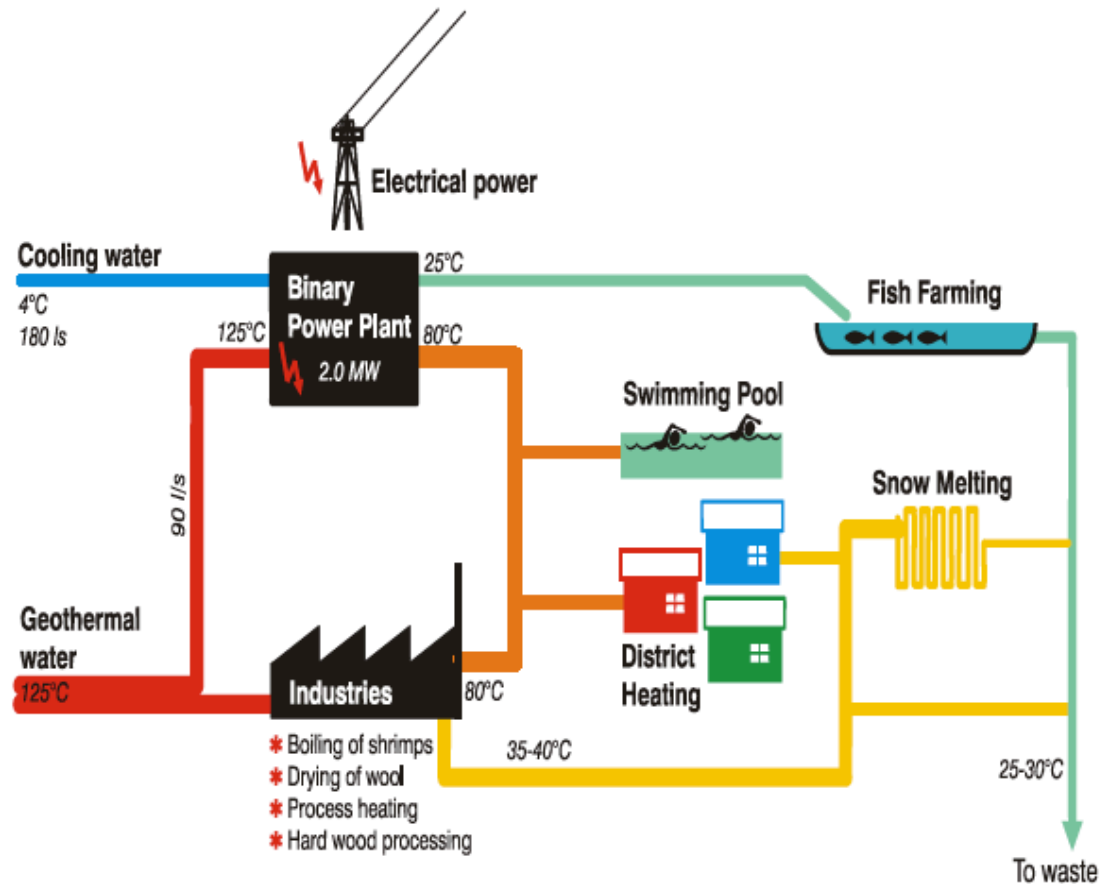 Electrical power
Cooling water
4°C
180 ls
25°C
Binary
Power Plant
2.0 MW
125°C
80°C
Fish Farming
Swimming Pool
Snow Melting
90 l/s
Geothermal
water
125°C
Industries
80°C
District
Heating
* Boiling of shrimps
* Drying of wool
* Process heating
* Hard wood processing
35-40°C
25-30°C
To waste